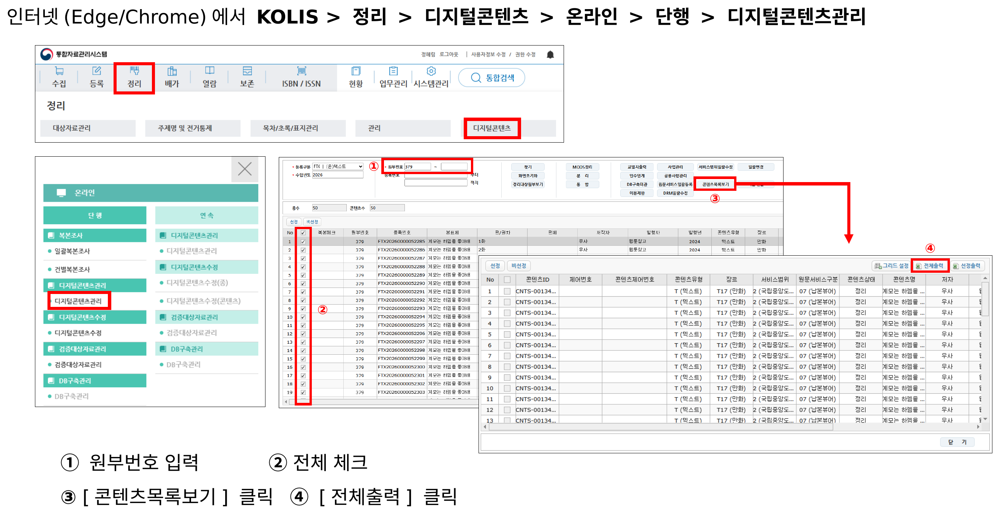 인터넷 (Edge/Chrome) 에서 KOLIS > 정리 > 디지털콘텐츠 > 온라인 > 단행 > 디지털콘텐츠관리
통합자료관리시스템
정혜림 로그아웃 | 사용자정보 수정 / 권한 수정
수집 등록 정리 배가 열람 보존 ISBN / ISSN 현황 업무관리 시스템관리 통합검색
정리
대상자료관리 주제명 및 전거통제 목차/초록/표지관리 관리 디지털콘텐츠
온라인
단 행 연 속
복본조사 디지털콘텐츠관리
일괄복본조사 디지털콘텐츠관리
건별복본조사 디지털콘텐츠수정
디지털콘텐츠관리 디지털콘텐츠수정(종)
디지털콘텐츠관리 디지털콘텐츠수정(콘텐츠)
디지털콘텐츠수정 검증대상자료관리
디지털콘텐츠수정 검증대상자료관리
검증대상자료관리 DB구축관리
검증대상자료관리 DB구축관리
DB구축관리
DB구축관리
* 등록구분 FTX | (온)텍스트 ① * 원부번호 379 ~ 찾기 MODS정리 교열지출력 사업관리 서비스범위일괄수정 일괄변경
* 수입년도 2026 등록번호 부터 화면초기화 분 리 인수인계 공용사항관리
까지 정리대상원부보기 통 합 DB구축이관 원문서비스일괄등록 콘텐츠목록보기
이용제한 DRM일괄수정 ③
종수 50 콘텐츠수 50
선정 비선정
No 복본체크 원부번호 등록번호 본표제 편/권차 편제 저작자 발행자 발행년 콘텐츠유형 장르
1 379 FTX20260000052285 계모는 하렘을 좋아해 1화 우사 웹툰창고 2024 텍스트 만화
2 379 FTX20260000052286 계모는 하렘을 좋아해 2화 우사 웹툰창고 2024 텍스트 만화
3 379 FTX20260000052287 계모는 하렘을 좋아해
4 379 FTX20260000052288 계모는 하렘을 좋아해
5 379 FTX20260000052289 계모는 하렘을 좋아해
6 379 FTX20260000052290 계모는 하렘을 좋아해
7 379 FTX20260000052291 계모는 하렘을 좋아해
8 379 FTX20260000052292 계모는 하렘을 좋아해
9 ② 379 FTX20260000052293 계모는 하렘을 좋아해
10 379 FTX20260000052294 계모는 하렘을 좋아해
11 379 FTX20260000052295 계모는 하렘을 좋아해
12 379 FTX20260000052296 계모는 하렘을 좋아해
13 379 FTX20260000052297 계모는 하렘을 좋아해
14 379 FTX20260000052298 계모는 하렘을 좋아해
15 379 FTX20260000052299 계모는 하렘을 좋아해
16 379 FTX20260000052300 계모는 하렘을 좋아해
17 379 FTX20260000052301 계모는 하렘을 좋아해
18 379 FTX20260000052302 계모는 하렘을 좋아해
19 379 FTX20260000052303 계모는 하렘을 좋아해
④
선정 비선정 그리드 설정 전체출력 선정출력
No 콘텐츠ID 제어번호 콘텐츠제어번호 콘텐츠유형 장르 서비스범위 원문서비스구분 콘텐츠상태 콘텐츠명 저자
1 CNTS-00134... T (텍스트) T17 (만화) 2 (국립중앙도... 07 (납본뷰어) 정리 계모는 하렘을 ... 우사
2 CNTS-00134... T (텍스트) T17 (만화) 2 (국립중앙도... 07 (납본뷰어) 정리 계모는 하렘을 ... 우사
3 CNTS-00134... T (텍스트) T17 (만화) 2 (국립중앙도... 07 (납본뷰어) 정리 계모는 하렘을 ... 우사
4 CNTS-00134... T (텍스트) T17 (만화) 2 (국립중앙도... 07 (납본뷰어) 정리 계모는 하렘을 ... 우사
5 CNTS-00134... T (텍스트) T17 (만화) 2 (국립중앙도... 07 (납본뷰어) 정리 계모는 하렘을 ... 우사
6 CNTS-00134... T (텍스트) T17 (만화) 2 (국립중앙도... 07 (납본뷰어) 정리 계모는 하렘을 ... 우사
7 CNTS-00134... T (텍스트) T17 (만화) 2 (국립중앙도... 07 (납본뷰어) 정리 계모는 하렘을 ... 우사
8 CNTS-00134... T (텍스트) T17 (만화) 2 (국립중앙도... 07 (납본뷰어) 정리 계모는 하렘을 ... 우사
9 CNTS-00134... T (텍스트) T17 (만화) 2 (국립중앙도... 07 (납본뷰어) 정리 계모는 하렘을 ... 우사
10 CNTS-00134... T (텍스트) T17 (만화) 2 (국립중앙도... 07 (납본뷰어) 정리 계모는 하렘을 ... 우사
11 CNTS-00134... T (텍스트) T17 (만화) 2 (국립중앙도... 07 (납본뷰어) 정리 계모는 하렘을 ... 우사
12 CNTS-00134... T (텍스트) T17 (만화) 2 (국립중앙도... 07 (납본뷰어) 정리 계모는 하렘을 ... 우사
13 CNTS-00134... T (텍스트) T17 (만화) 2 (국립중앙도... 07 (납본뷰어) 정리 계모는 하렘을 ... 우사
닫 기
① 원부번호 입력 ② 전체 체크
③ [ 콘텐츠목록보기 ] 클릭 ④ [ 전체출력 ] 클릭